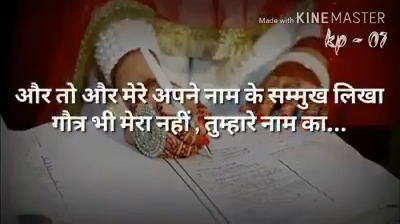 Made with KINEMASTER
kp - 07
और तो और मेरे अपने नाम के सम्मुख लिखा
गौत्र भी मेरा नहीं , तुम्हारे नाम का...